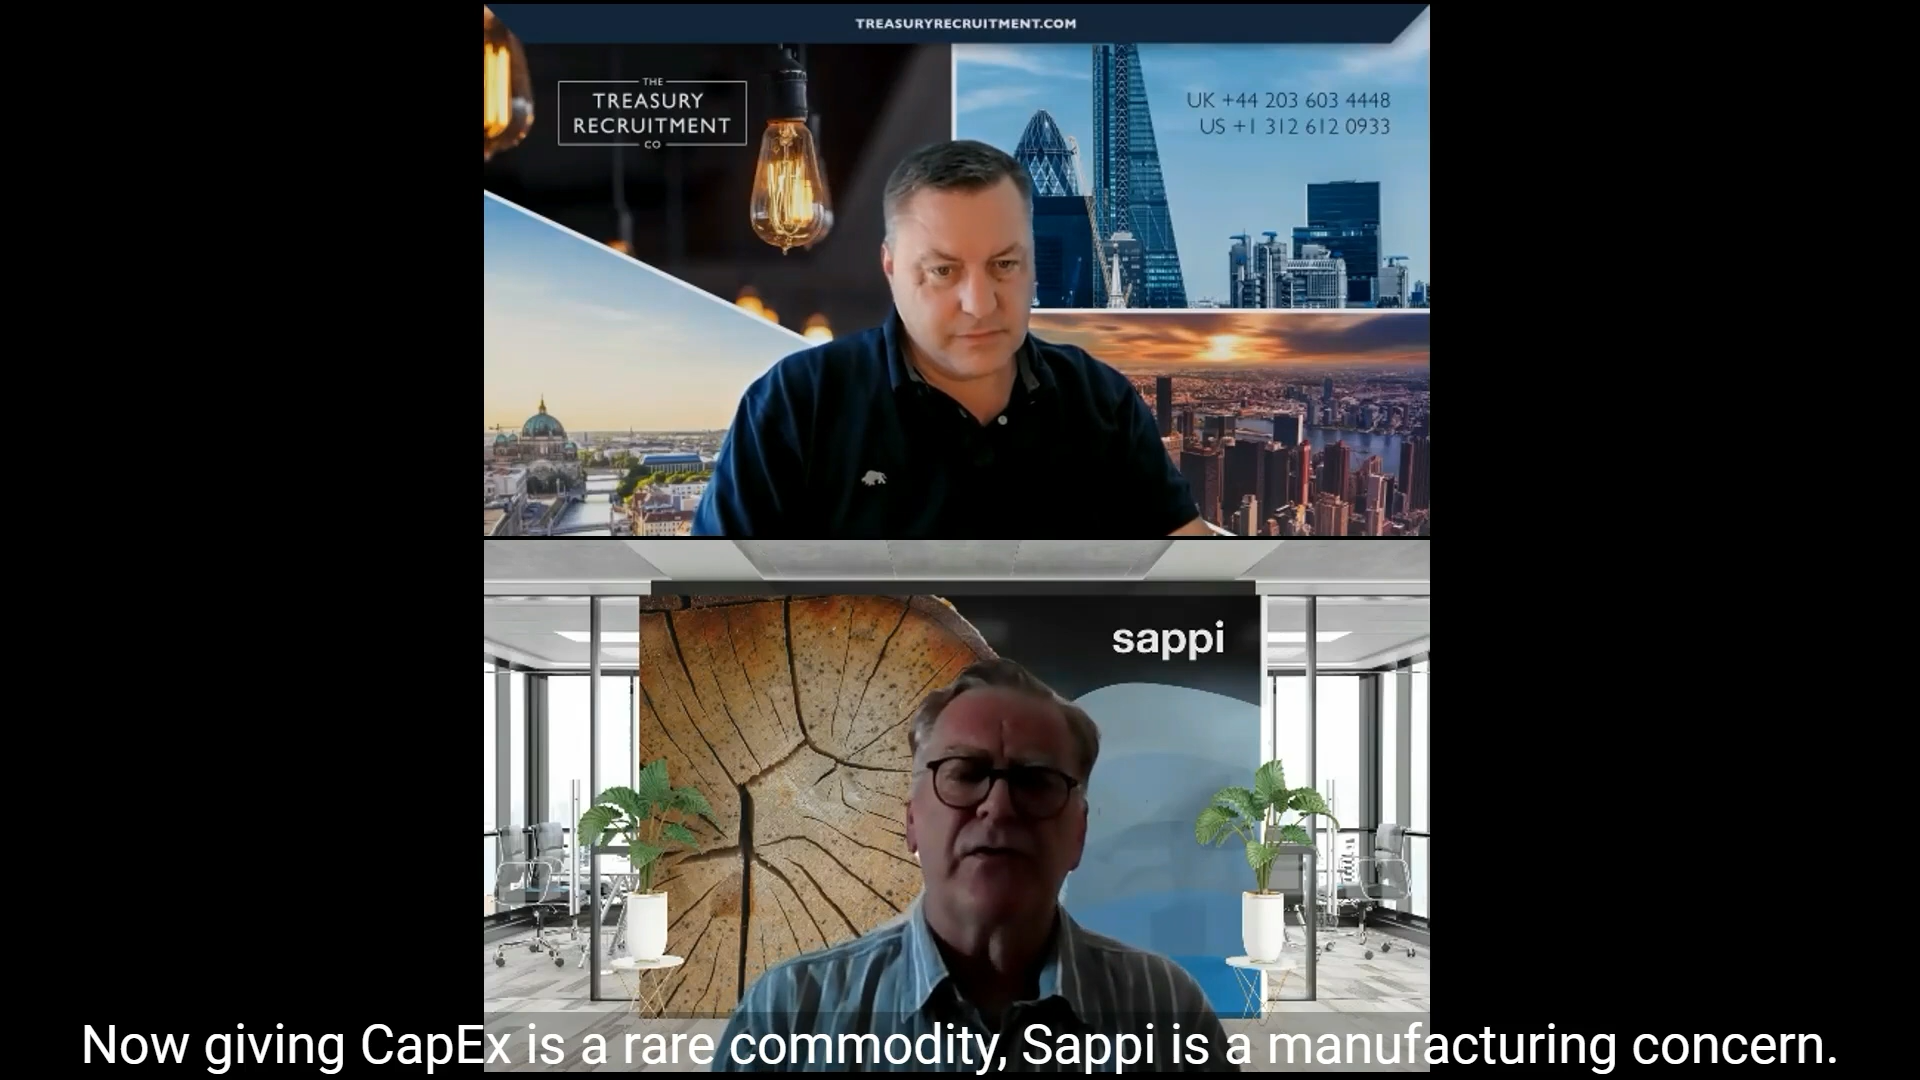 TREASURYRECRUITMENT.COM
THE
TREASURY
RECRUITMENT
CO
UK +44 203 603 4448
US +1 312 612 0933
sappi
Now giving CapEx is a rare commodity, Sappi is a manufacturing concern.